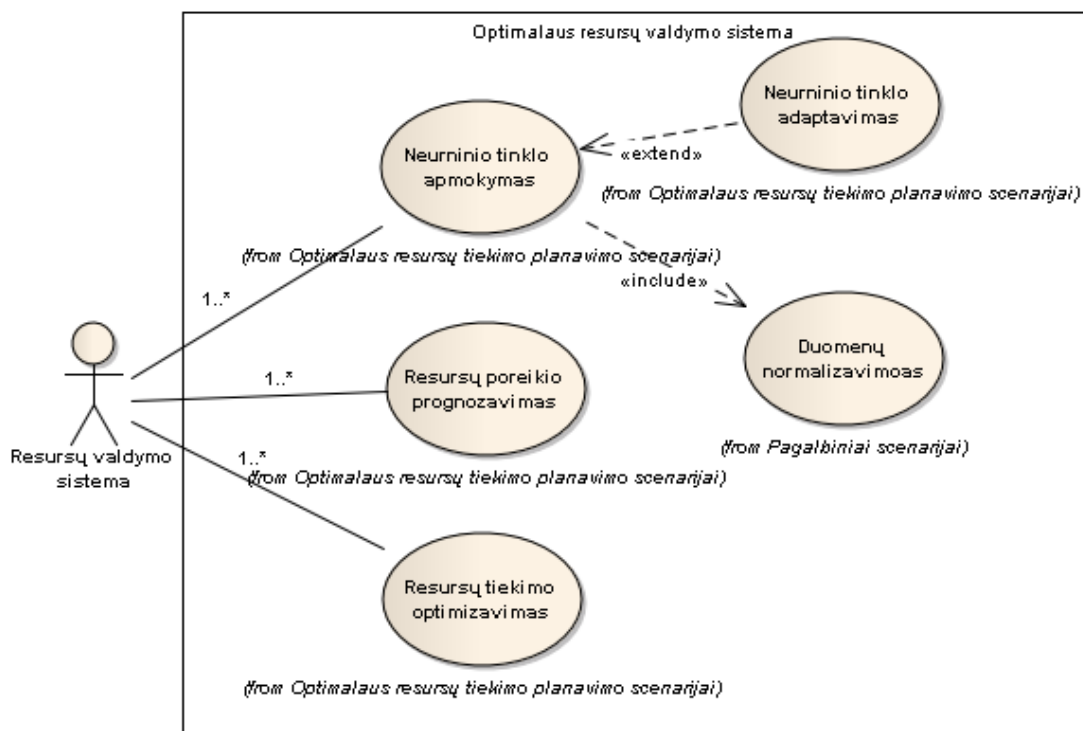 Optimalaus resursų valdymo sistema
Neurninio tinklo
adaptavimas
«extend»
(from Optimalaus resursų tiekimo planavimo scenarijai)
Neurninio tinklo
apmokymas
(from Optimalaus resursų tiekimo planavimo scenarijai)
«include»
1..*
Duomenų
normalizavimoas
(from Pagalbiniai scenarijai)
Resursų poreikio
prognozavimas
1..*
(from Optimalaus resursų tiekimo planavimo scenarijai)
Resursų valdymo
sistema
1..*
Resursų tiekimo
optimizavimas
(from Optimalaus resursų tiekimo planavimo scenarijai)